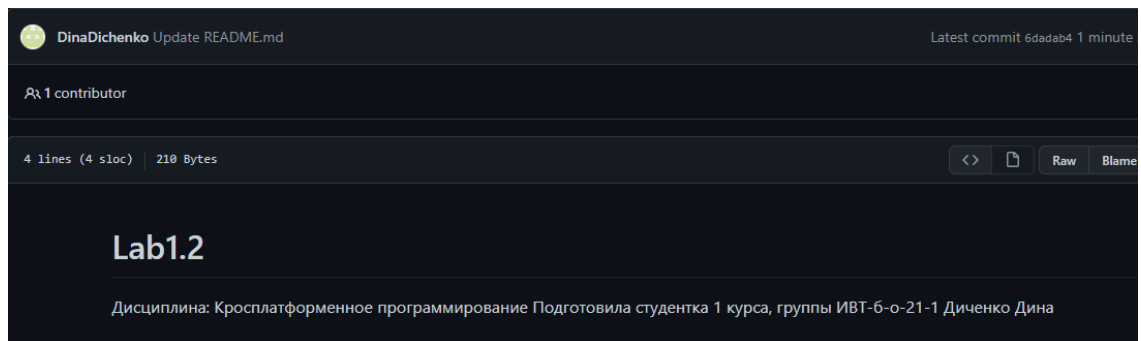 DinaDichenko Update README.md Latest commit 6dadab4 1 minute
1 contributor
4 lines (4 sloc) 210 Bytes Raw Blame
Lab1.2
Дисциплина: Кросплатформенное программирование Подготовила студентка 1 курса, группы ИВТ-б-о-21-1 Диченко Дина